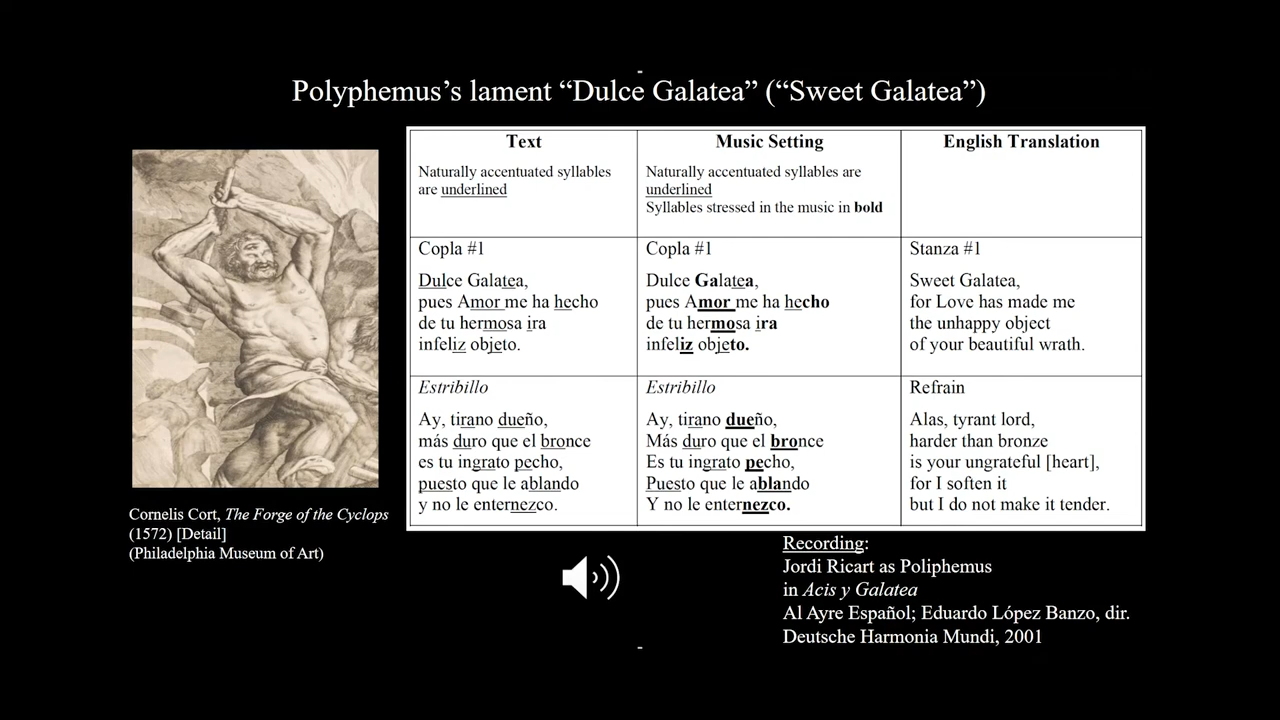 Polyphemus's lament “Dulce Galatea” (“Sweet Galatea”)
Text
Naturally accentuated syllables
are underlined
Music Setting
Naturally accentuated syllables are
underlined
Syllables stressed in the music in bold
English Translation
Copla #1
Dulce Galatea,
pues Amor me ha hecho
de tu hermosa ira
infeliz objeto.
Copla #1
Dulce Galatea,
pues Amor me ha hecho
de tu hermosa ira
infeliz objeto.
Stanza #1
Sweet Galatea,
for Love has made me
the unhappy object
of your beautiful wrath.
Estribillo
Ay, tirano dueño,
más duro que el bronce
es tu ingrato pecho,
puesto que le ablando
y no le enternezco.
Estribillo
Ay, tirano dueño,
Más duro que el bronce
Es tu ingrato pecho,
Puesto que le ablando
Y no le enternezco.
Refrain
Alas, tyrant lord,
harder than bronze
is your ungrateful [heart],
for I soften it
but I do not make it tender.
Cornelis Cort, The Forge of the Cyclops
(1572) [Detail]
(Philadelphia Museum of Art)
Recording:
Jordi Ricart as Poliphemus
in Acis y Galatea
Al Ayre Español; Eduardo López Banzo, dir.
Deutsche Harmonia Mundi, 2001